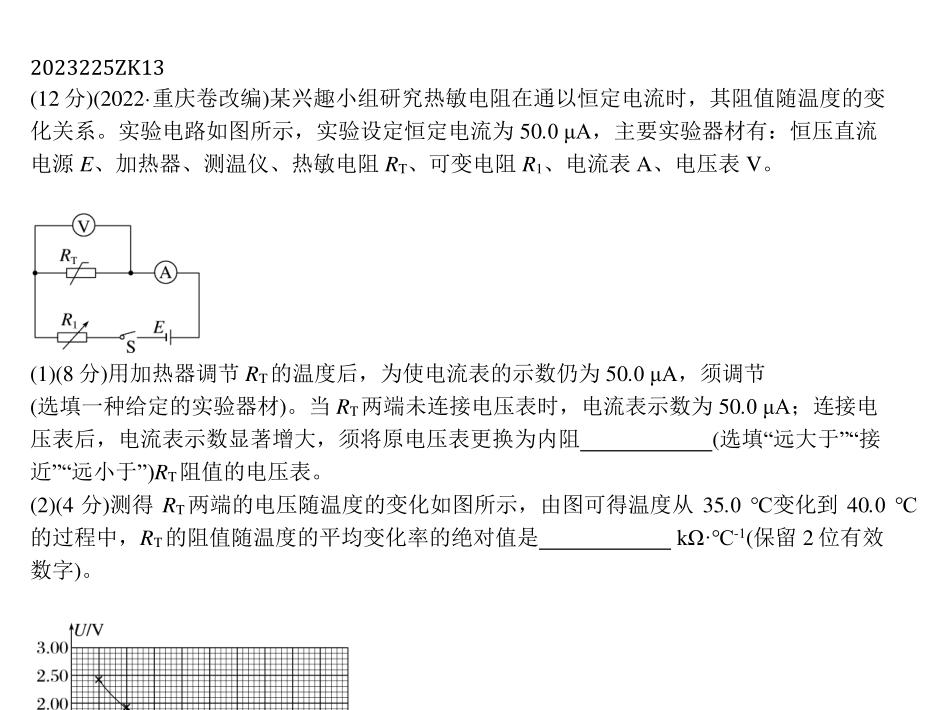 2023225ZK13
(12 分)(2022·重庆卷改编)某兴趣小组研究热敏电阻在通以恒定电流时，其阻值随温度的变
化关系。实验电路如图所示，实验设定恒定电流为 50.0 μA，主要实验器材有：恒压直流
电源 E、加热器、测温仪、热敏电阻 RT、可变电阻 R1、电流表 A、电压表 V。
V
RT
A
R1
E
S
(1)(8 分)用加热器调节 RT的温度后，为使电流表的示数仍为 50.0 μA，须调节
(选填一种给定的实验器材)。当 RT两端未连接电压表时，电流表示数为 50.0 μA；连接电
压表后，电流表示数显著增大，须将原电压表更换为内阻____________(选填“远大于”“接
近”“远小于”)RT阻值的电压表。
(2)(4 分)测得 RT两端的电压随温度的变化如图所示，由图可得温度从 35.0 ℃变化到 40.0 ℃
的过程中，RT的阻值随温度的平均变化率的绝对值是____________ kΩ·℃-1(保留 2 位有效
数字)。
U/V
3.00
2.50
2.00